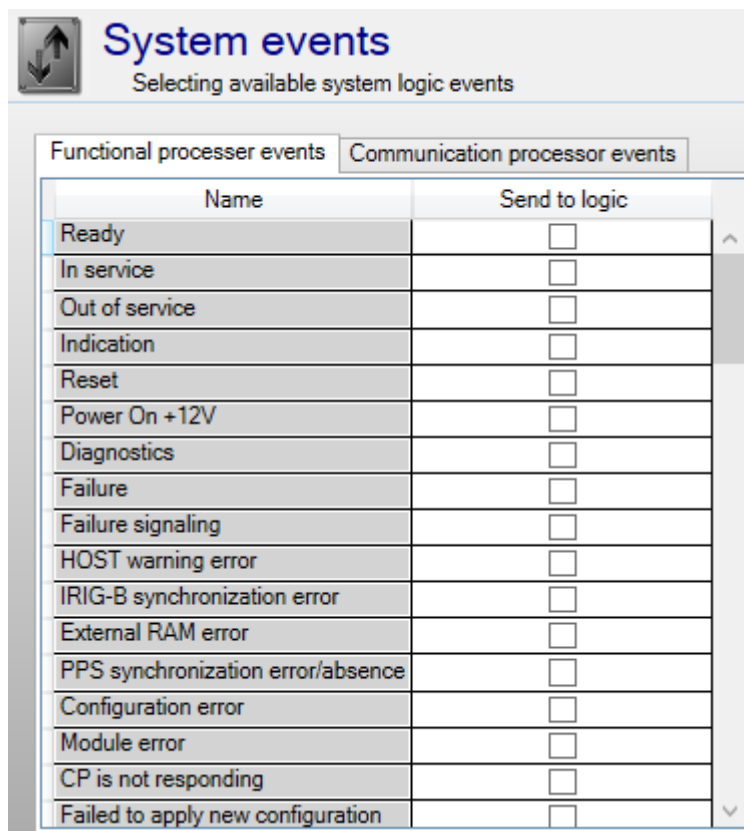 System events
Selecting available system logic events
Functional processer events Communication processor events
Name Send to logic
Ready
In service
Out of service
Indication
Reset
Power On +12V
Diagnostics
Failure
Failure signaling
HOST warning error
IRIG-B synchronization error
External RAM error
PPS synchronization error/absence
Configuration error
Module error
CP is not responding
Failed to apply new configuration